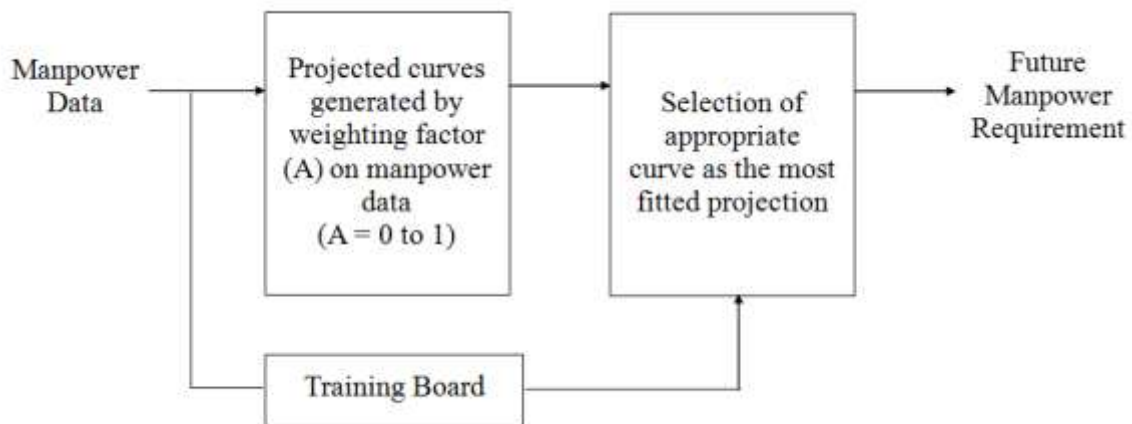 Manpower
Data
Projected curves
generated by
weighting factor
(A) on manpower
data
(A = 0 to 1)
Selection of
appropriate
curve as the most
fitted projection
Future
Manpower
Requirement
Training Board